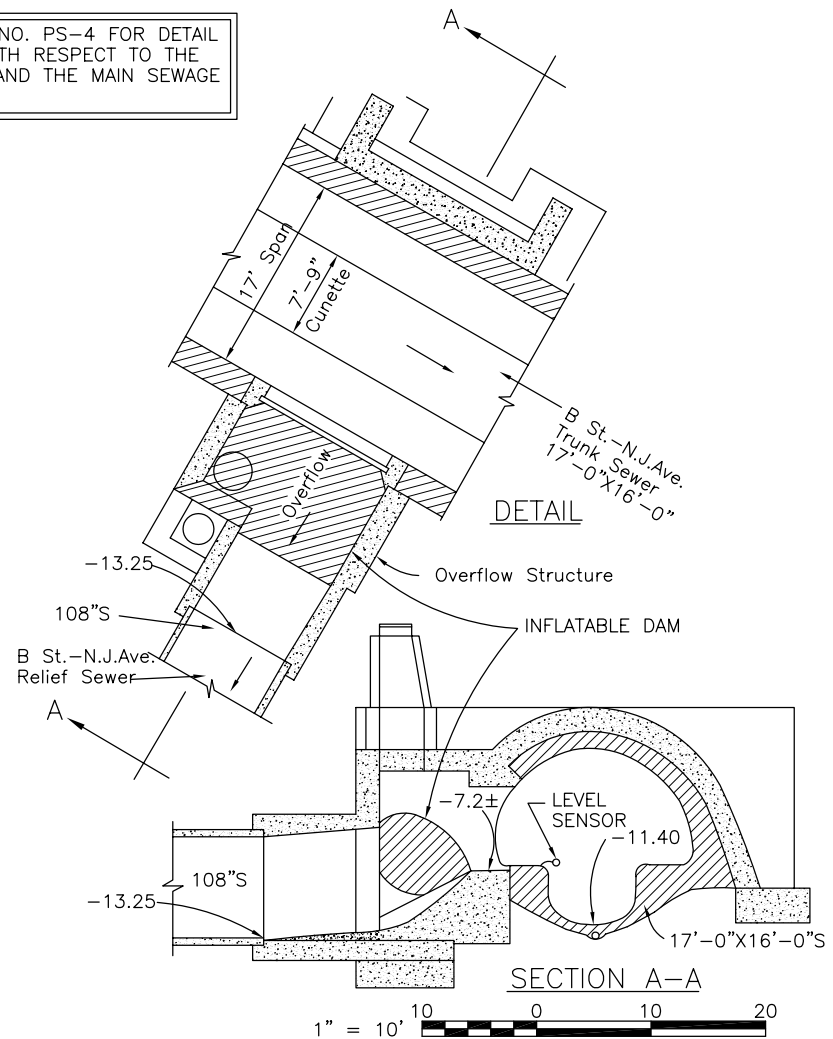 NO. PS-4 FOR DETAIL
TH RESPECT TO THE
AND THE MAIN SEWAGE
A
17' Span
7'-9"
Cunette
B St.-N.J.Ave.
Trunk Sewer
17'-0"X16'-0"
Overflow
DETAIL
-13.25
Overflow Structure
108"S
INFLATABLE DAM
B St.-N.J.Ave.
Relief Sewer
A
-7.2±
LEVEL
SENSOR
-11.40
108"S
-13.25
17'-0"X16'-0"S
SECTION A-A
1" = 10'
10 0 10 20